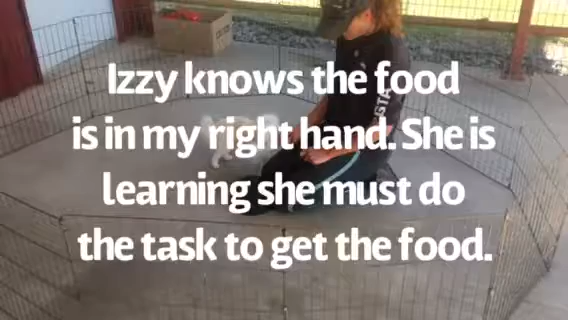 Izzy knows the food
is in my right hand. She is
learning she must do
the task to get the food.
GTA